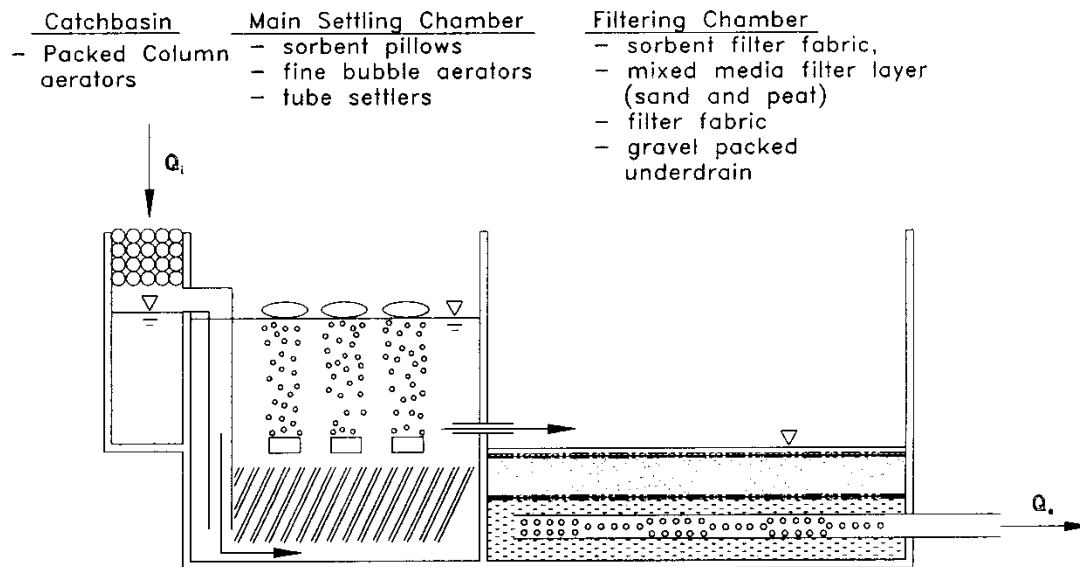 Catchbasin
- Packed Column
aerators
Main Settling Chamber
- sorbent pillows
- fine bubble aerators
- tube settlers
Filtering Chamber
- sorbent filter fabric,
- mixed media filter layer
(sand and peat)
- filter fabric
- gravel packed
underdrain
Qi
Qe